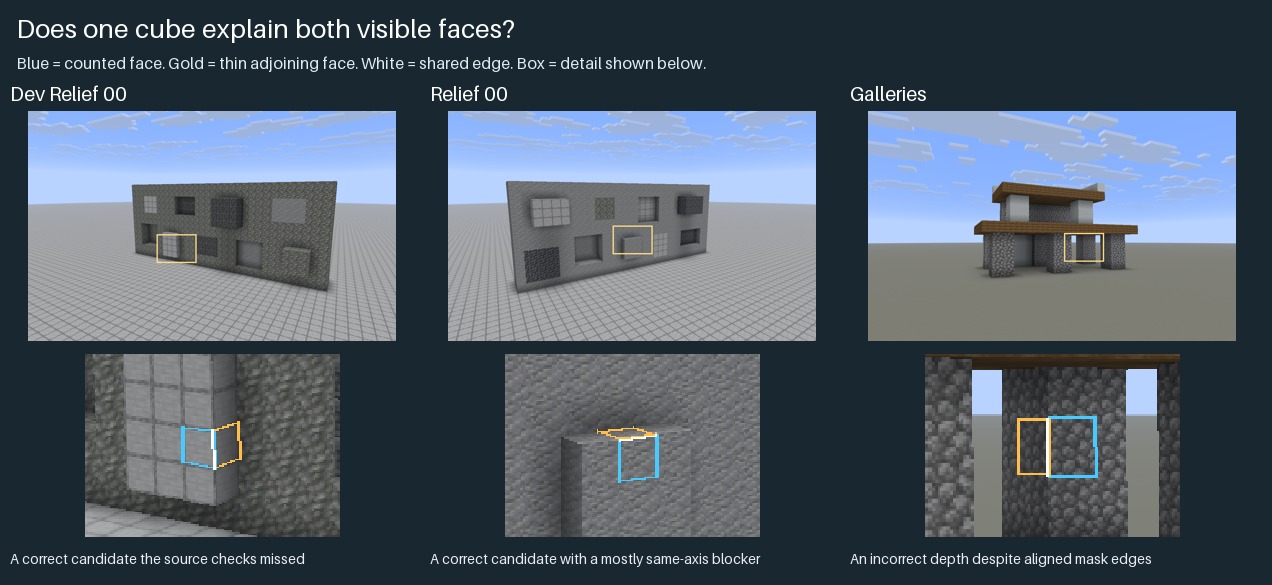 Does one cube explain both visible faces?
Blue = counted face. Gold = thin adjoining face. White = shared edge. Box = detail shown below.
Dev Relief 00
Relief 00
Galleries
A correct candidate the source checks missed
A correct candidate with a mostly same-axis blocker
An incorrect depth despite aligned mask edges